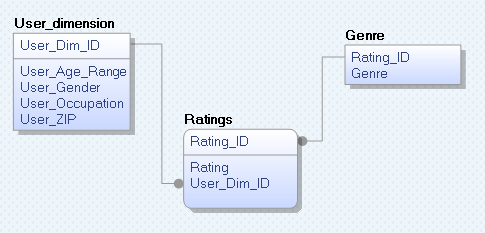 User_dimension
User_Dim_ID
User_Age_Range
User_Gender
User_Occupation
User_ZIP
Genre
Rating_ID
Genre
Ratings
Rating_ID
Rating
User_Dim_ID